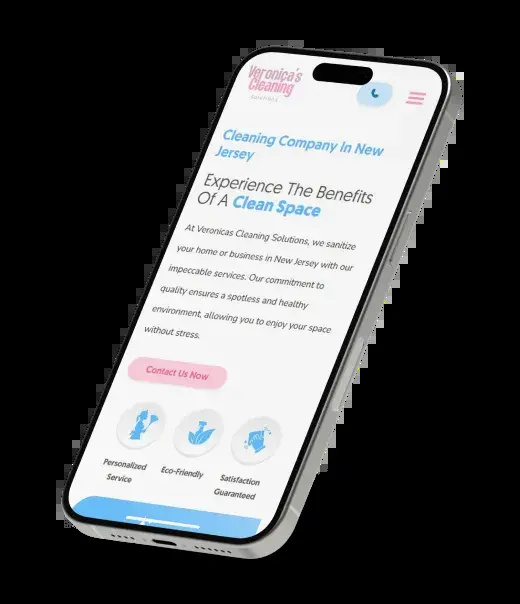 Veronica's
Cleaning
Cleaning Company In New
Jersey
Experience The Benefits
Of A Clean Space
At Veronicas Cleaning Solutions, we sanitize
your home or business in New Jersey with our
impeccable services. Our commitment to
quality ensures a spotless and healthy
environment, allowing you to enjoy your space
without stress.
Contact Us Now
Personalized
Service
Eco-Friendly
Satisfaction
Guaranteed